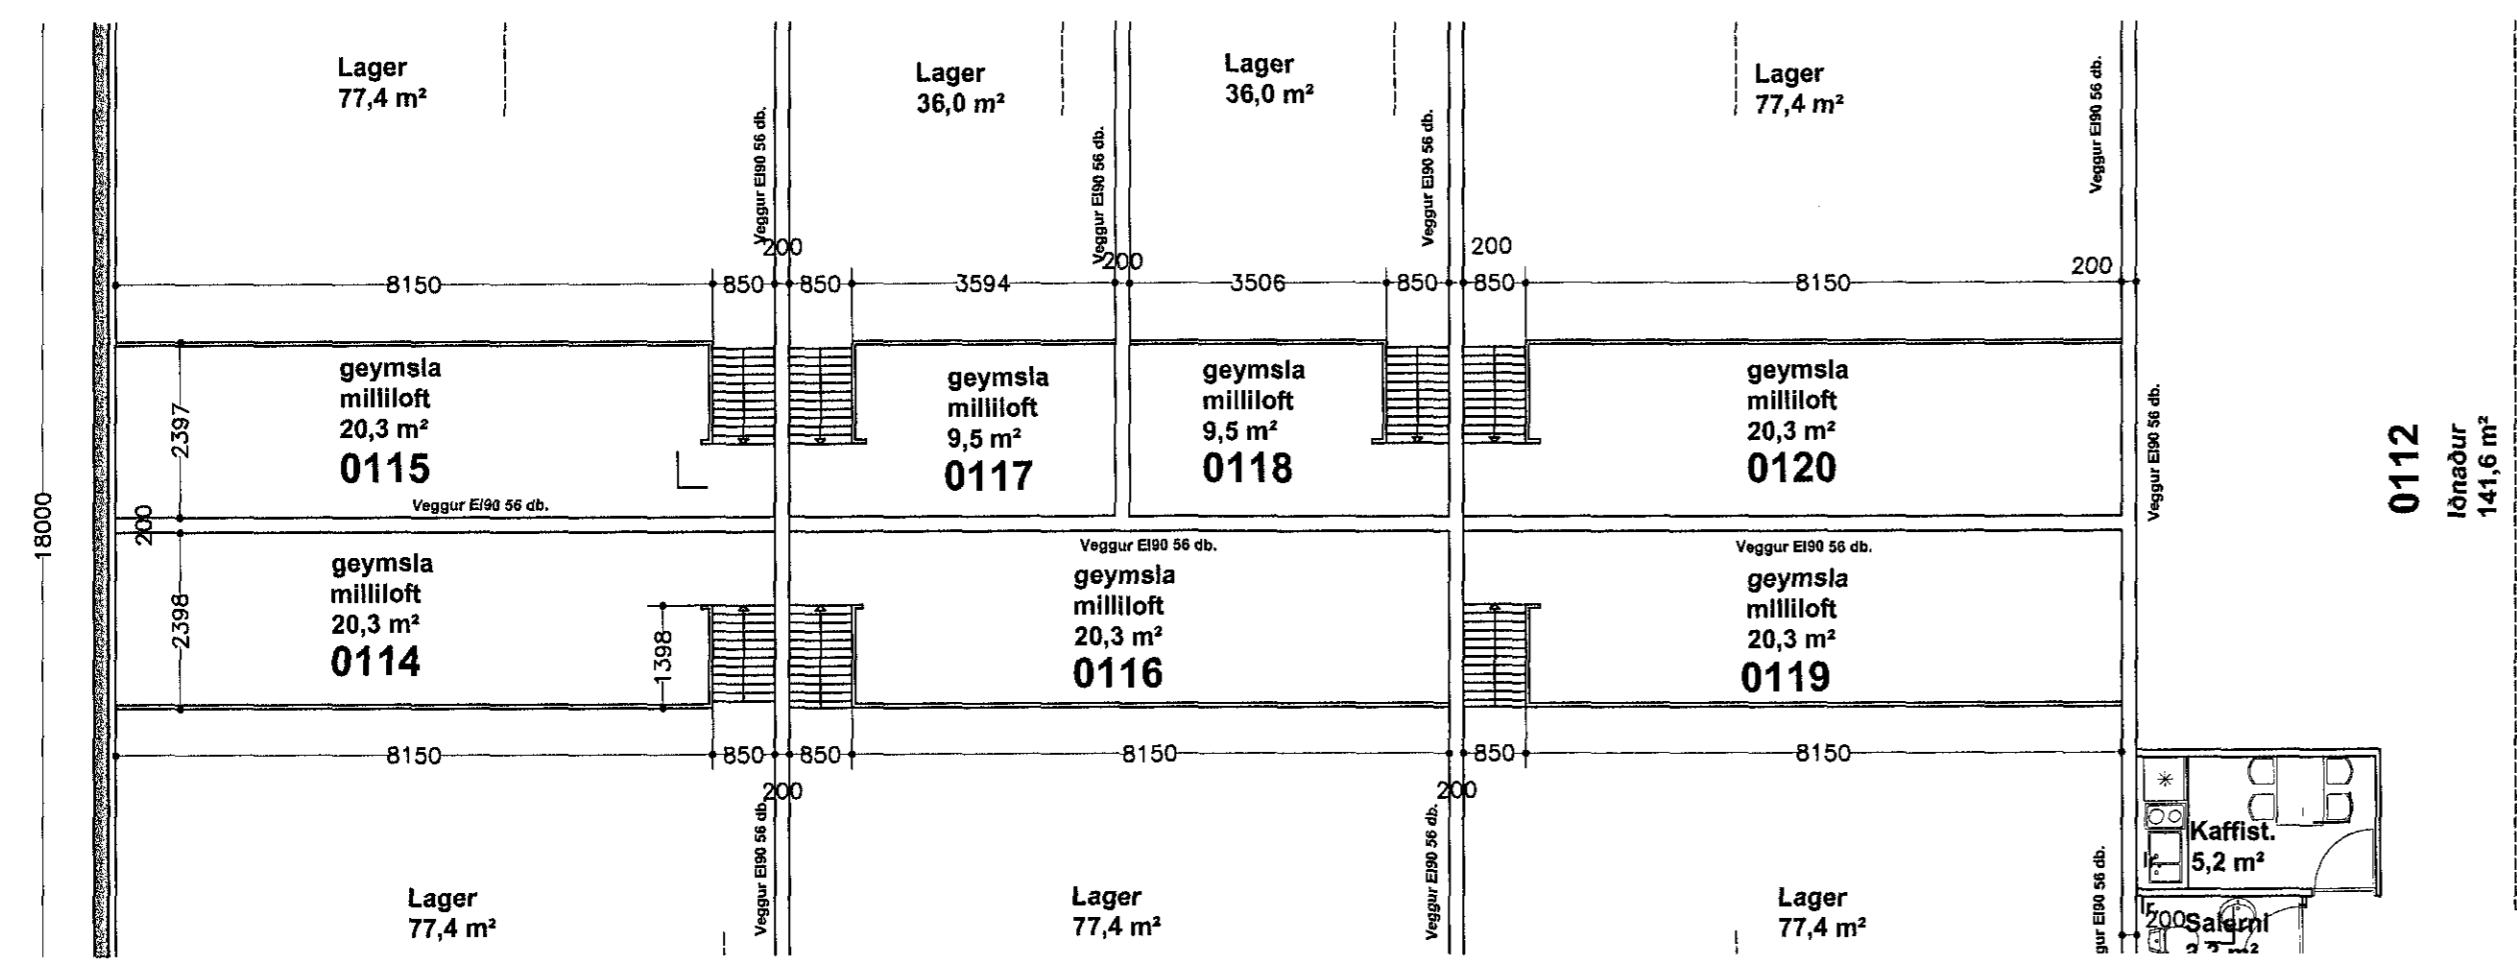 Lager
77,4 m²
Lager
36,0 m²
Lager
36,0 m²
Lager
77,4 m²
Veggur EI90 56 db.
Veggur EI90 56 db.
Veggur EI90 56 db.
Veggur EI90 56 db.
200
200
200
200
8150
850
850
3594
3506
850
850
8150
geymsla
milliloft
20,3 m²
0115
geymsla
milliloft
9,5 m²
0117
geymsla
milliloft
9,5 m²
0118
geymsla
milliloft
20,3 m²
0120
2397
Veggur EI90 56 db.
Veggur EI90 56 db.
0112
Iðnaður
141,6 m²
18000
200
Veggur EI90 56 db.
Veggur EI90 56 db.
geymsla
milliloft
20,3 m²
0114
geymsla
milliloft
20,3 m²
0116
geymsla
milliloft
20,3 m²
0119
2398
1398
8150
850
850
8150
850
8150
200
200
Veggur EI90 56 db.
Veggur EI90 56 db.
gur EI90 56 db.
Kaffist.
5,2 m²
Ir.
Lager
77,4 m²
Lager
77,4 m²
Lager
77,4 m²
Ir.
200
Salerni